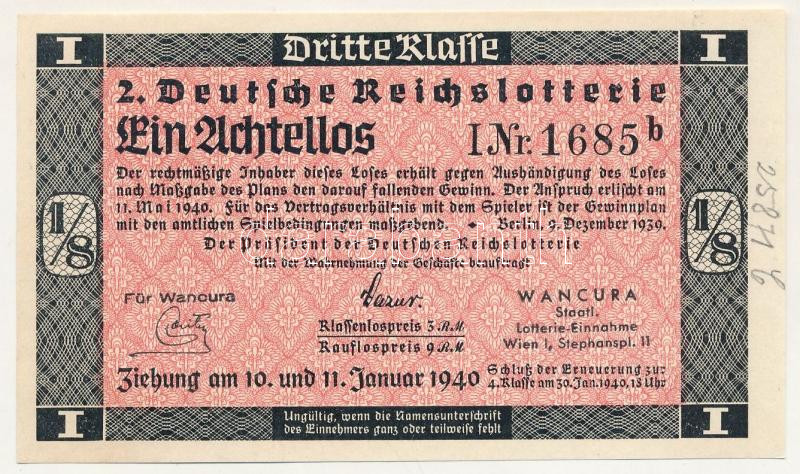 I Dritte Klasse I
2. Deutsche Reichslotterie
Ein Achtellos I Nr. 1685 b
Der rechtmäßige Inhaber dieses Loses erhält gegen Aushändigung des Loses
nach Maßgabe des Plans den darauf fallenden Gewinn. Der Anspruch erlischt am
11. Mai 1940. Für das Vertragsverhältnis mit dem Spieler ist der Gewinnplan
mit den amtlichen Spielbedingungen maßgebend. ✦ Berlin, 9. Dezember 1939.
Der Präsident der Deutschen Reichslotterie
Mit der Wahrnehmung der Geschäfte beauftragt
1/8
1/8
Für Wancura
WANCURA
Staatl.
Lotterie-Einnahme
Wien I, Stephanspl. 11
Klassenlospreis 3 R.M
Kauflospreis 9 R.M
Ziehung am 10. und 11. Januar 1940
Schluß der Erneuerung zur
4. Klasse am 30. Jan. 1940, 18 Uhr
I I
Ungültig, wenn die Namensunterschrift
des Einnehmers ganz oder teilweise fehlt